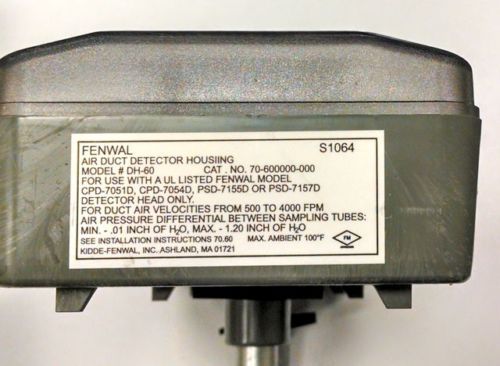 FENWAL S1064
AIR DUCT DETECTOR HOUSIING
MODEL # DH-60 CAT . NO. 70-600000-000
FOR USE WITH A UL LISTED FENWAL MODEL
CPD-7051D, CPD-7054D, PSD-7155D OR PSD-7157D
DETECTOR HEAD ONLY.
FOR DUCT AIR VELOCITIES FROM 500 TO 4000 FPM
AIR PRESSURE DIFFERENTIAL BETWEEN SAMPLING TUBES:
MIN. - .01 INCH OF H₂O, MAX. - 1.20 INCH OF H₂O
SEE INSTALLATION INSTRUCTIONS 70.60 MAX. AMBIENT 100°F
KIDDE-FENWAL, INC. ASHLAND, MA 01721
FM